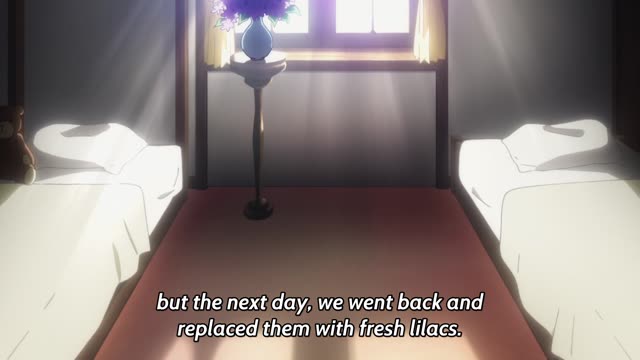 but the next day, we went back and
replaced them with fresh lilacs.